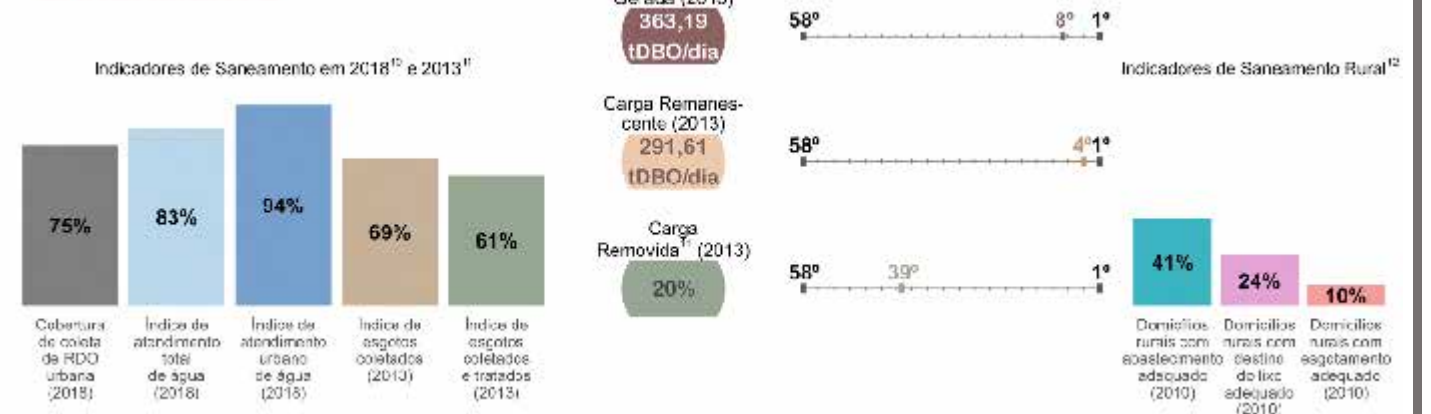 363,19
tDBO/dia
58º 8º 1º
Indicadores de Saneamento em 2018¹⁰ e 2013¹¹
Indicadores de Saneamento Rural¹²
Carga Remanes-
cente (2013)
291,61
tDBO/dia
58º 4º 1º
Carga
Removida¹¹ (2013)
20%
58º 39º 1º
75%
83%
94%
69%
61%
41%
24%
10%
Cobertura
de coleta
de RDO
urbana
(2018)
Índice de
atendimento
total
de água
(2018)
Índice de
atendimento
urbano
de água
(2018)
Índice de
esgotos
coletados
(2013)
Índice de
esgotos
coletados
e tratados
(2013)
Domicílios
rurais com
abastecimento
adequado
(2010)
Domicílios
rurais com
destino
do lixo
adequado
(2010)
Domicílios
rurais com
esgotamento
adequado
(2010)